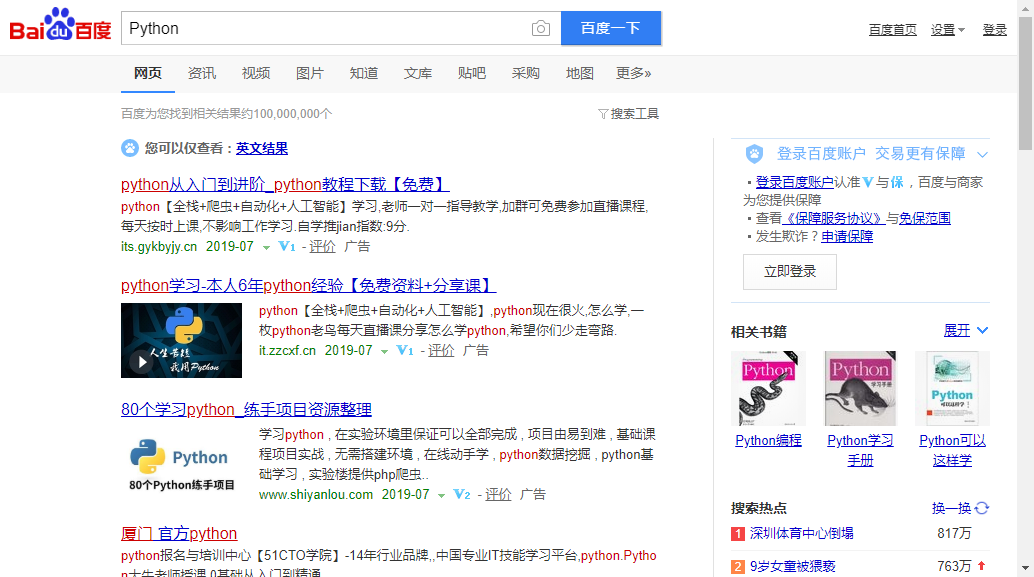 Bai du 百度
Python
百度一下
百度首页 设置 登录
网页 资讯 视频 图片 知道 文库 贴吧 采购 地图 更多»
百度为您找到相关结果约100,000,000个
搜索工具
您可以仅查看：英文结果
python从入门到进阶_python教程下载【免费】
python【全栈+爬虫+自动化+人工智能】学习,老师一对一指导教学,加群可免费参加直播课程,
每天按时上课,不影响工作学习.自学推jian指数:9分.
its.gykbyjy.cn 2019-07 V1 - 评价 广告
python学习-本人6年python经验【免费资料+分享课】
人生苦短
我用Python
python【全栈+爬虫+自动化+人工智能】,python现在很火,怎么学,一
枚python老鸟每天直播课分享怎么学python,希望你们少走弯路.
it.zzcxf.cn 2019-07 V1 - 评价 广告
80个学习python_练手项目资源整理
Python
80个Python练手项目
学习python，在实验环境里保证可以全部完成，项目由易到难，基础课
程项目实战，无需搭建环境，在线动手学，python数据挖掘，python基
础学习，实验楼提供php爬虫..
www.shiyanlou.com 2019-07 V2 - 评价 广告
厦门 官方python
python报名与培训中心【51CTO学院】-14年行业品牌,,中国专业IT技能学习平台,python.Pytho
n大牛老师授课,0基础从入门到精通
登录百度账户 交易更有保障
▪ 登录百度账户认准V与保，百度与商家
为您提供保障
▪ 查看《保障服务协议》与免保范围
▪ 发生欺诈？申请保障
立即登录
相关书籍
展开
Python
Python
学习手册
Python
可以这样学
Python编程
Python学习
手册
Python可以
这样学
搜索热点
换一换
1 深圳体育中心倒塌 817万
2 9岁女童被猥亵 763万